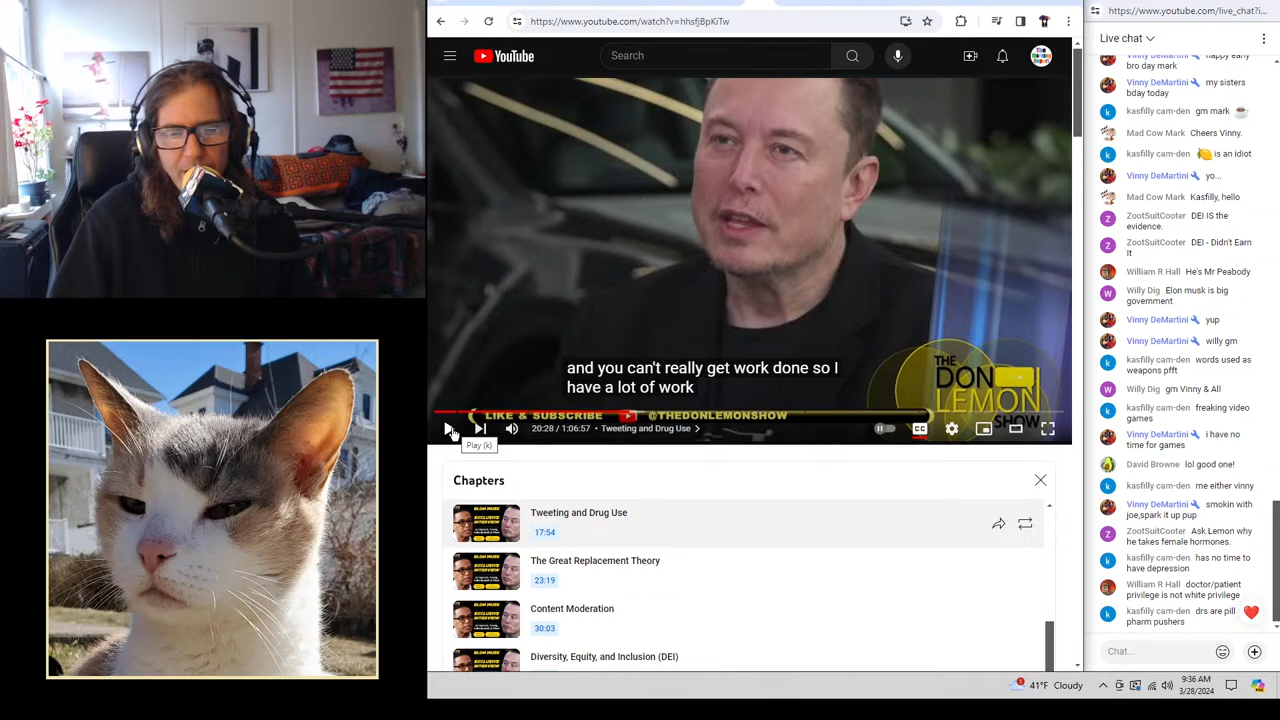 https://www.youtube.com/watch?v=hhsfjBpKiTw
YouTube
Search
and you can't really get work done so I
have a lot of work
THE
DON
LEMON
SHOW
LIKE & SUBSCRIBE
@THEDONLEMONSHOW
20:28 / 1:06:57
Tweeting and Drug Use
CC
Play (k)
Chapters
Tweeting and Drug Use
17:54
The Great Replacement Theory
23:19
Content Moderation
30:03
Diversity, Equity, and Inclusion (DEI)
ELON MUSK
EXCLUSIVE
INTERVIEW
https://www.youtube.com/live_chat?i...
Live chat
happy early
bro day mark
Vinny DeMartini my sisters
bday today
kasfilly cam-den gm mark
Mad Cow Mark Cheers Vinny.
kasfilly cam-den is an idiot
Vinny DeMartini yo...
Mad Cow Mark Kasfilly, hello
ZootSuitCooter DEI IS the
evidence.
ZootSuitCooter DEI - Didn't Earn
It
William R Hall He's Mr Peabody
Willy Dig Elon musk is big
government
Vinny DeMartini yup
Vinny DeMartini willy gm
kasfilly cam-den words used as
weapons pfft
Willy Dig gm Vinny & All
kasfilly cam-den freaking video
games
Vinny DeMartini i have no
time for games
David Browne lol good one!
kasfilly cam-den me either vinny
Vinny DeMartini smokin with
joe,spark it up pup
ZootSuitCooter Ask Lemon why
he takes female hormones.
kasfilly cam-den has no time to
have depression
William R Hall doctor/patient
privilege is not white privilege
kasfilly cam-den drs are pill
pharm pushers
Chat...
41°F Cloudy
9:36 AM
3/28/2024